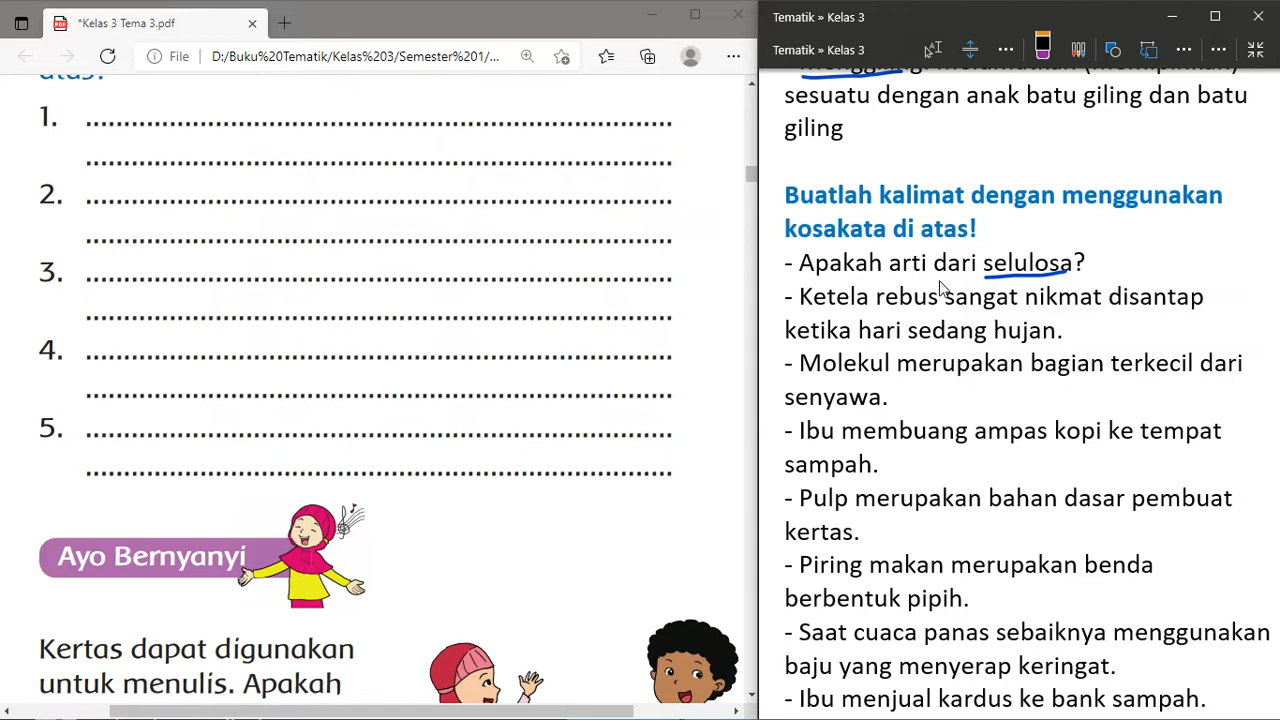 *Kelas 3 Tema 3.pdf
File
D:/Buku%20Tematik/Kelas%203/Semester%201/...
atas!
1. ........................................
........................................
2. ........................................
........................................
3. ........................................
........................................
4. ........................................
........................................
5. ........................................
........................................
Ayo Bernyanyi
Kertas dapat digunakan
untuk menulis. Apakah
Tematik » Kelas 3
Tematik » Kelas 3
sesuatu dengan anak batu giling dan batu
giling
Buatlah kalimat dengan menggunakan
kosakata di atas!
- Apakah arti dari selulosa?
- Ketela rebus sangat nikmat disantap
ketika hari sedang hujan.
- Molekul merupakan bagian terkecil dari
senyawa.
- Ibu membuang ampas kopi ke tempat
sampah.
- Pulp merupakan bahan dasar pembuat
kertas.
- Piring makan merupakan benda
berbentuk pipih.
- Saat cuaca panas sebaiknya menggunakan
baju yang menyerap keringat.
- Ibu menjual kardus ke bank sampah.